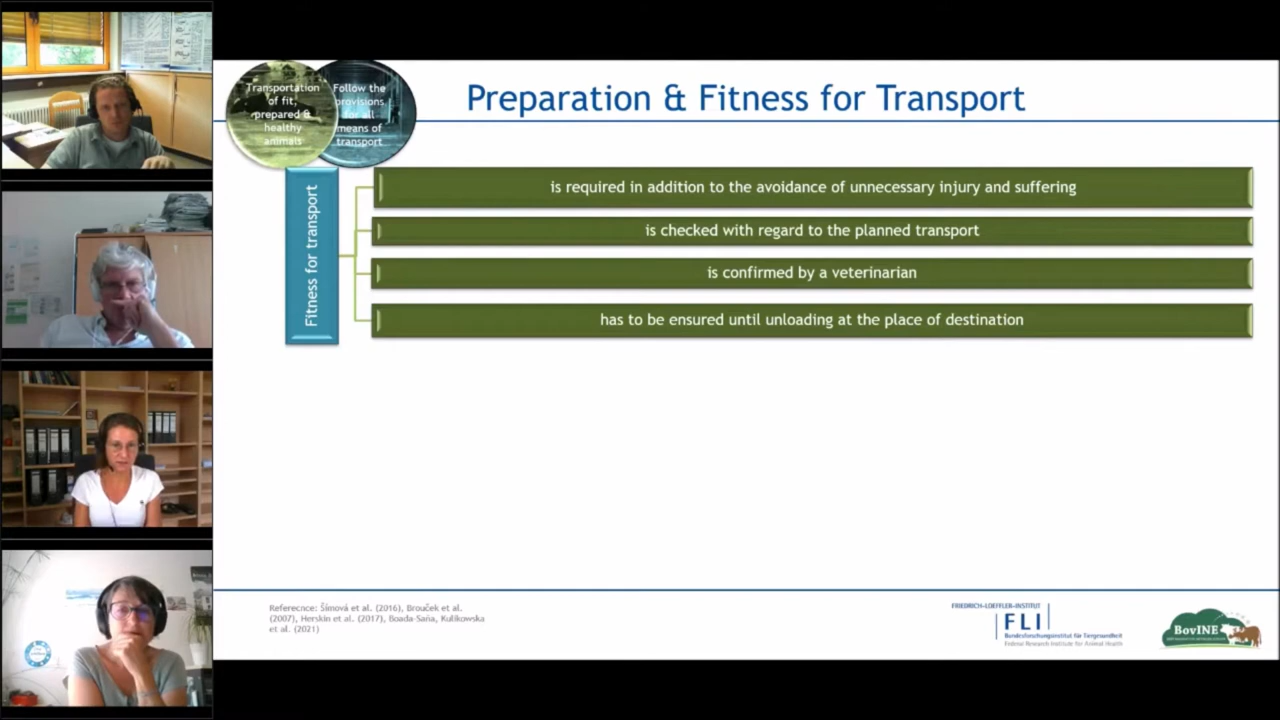 Transportation
of fit,
prepared &
healthy
animals
Follow the
provisions
for all
means of
transport
Preparation & Fitness for Transport
Fitness for transport
is required in addition to the avoidance of unnecessary injury and suffering
is checked with regard to the planned transport
is confirmed by a veterinarian
has to be ensured until unloading at the place of destination
Referecnce: Šímová et al. (2016), Brouček et al.
(2007), Herskin et al. (2017), Boada-Saña, Kulikowska
et al. (2021)
FRIEDRICH-LOEFFLER-INSTITUT
FLI
Bundesforschungsinstitut für Tiergesundheit
Federal Research Institute for Animal Health
BovINE